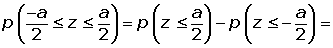 p(-a/2 ≤ z ≤ a/2) = p(z ≤ a/2) - p(z ≤ -a/2) =